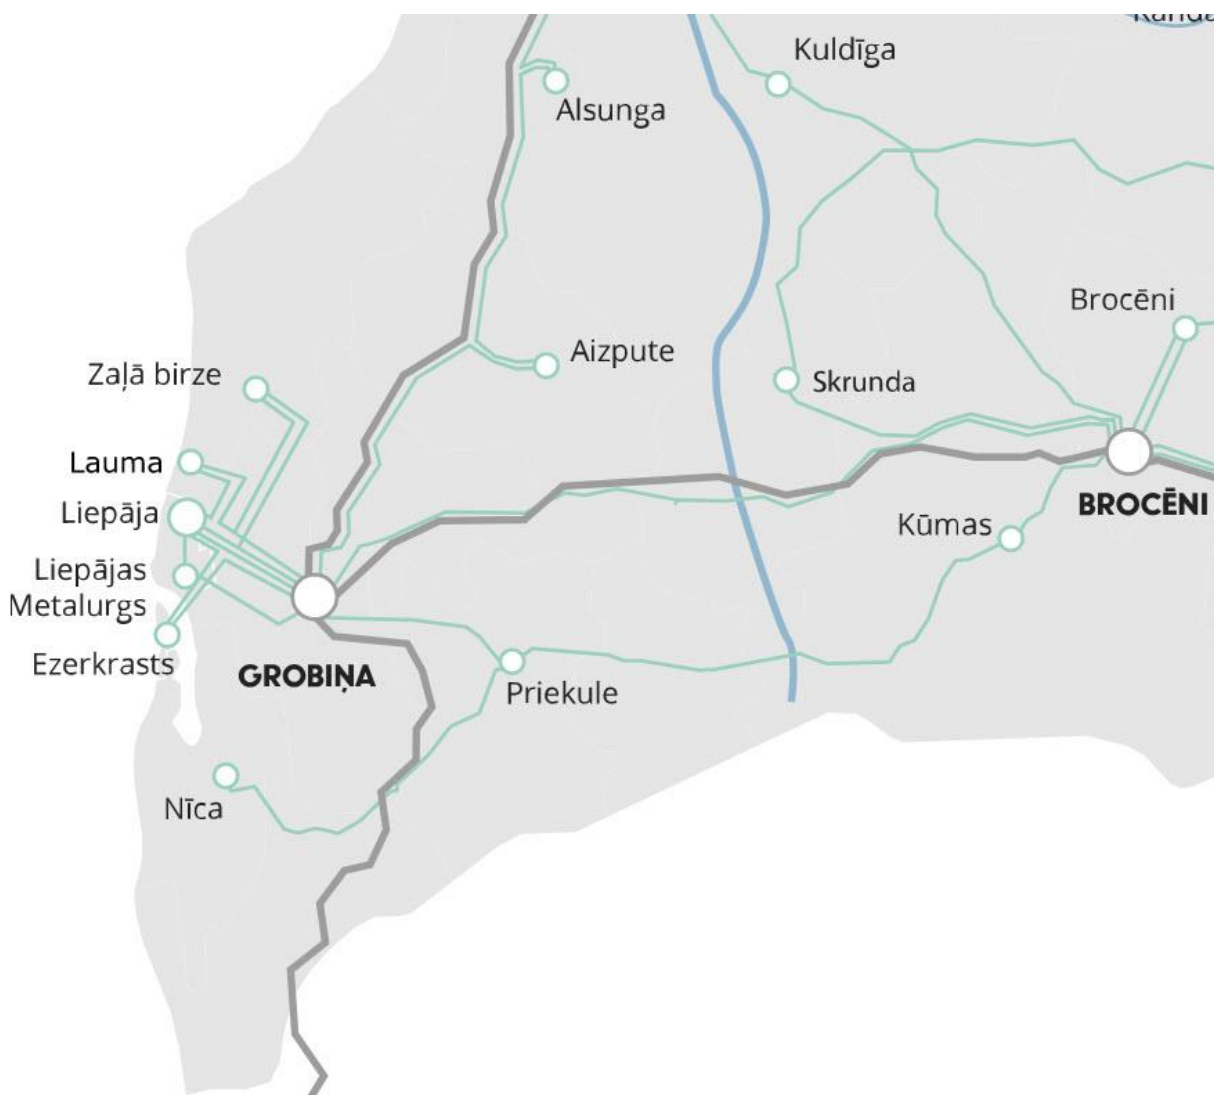 Kuldīga
Alsunga
Brocēni
Aizpute
Zaļā birze
Skrunda
Lauma
Liepāja
BROCĒNI
Kūmas
Liepājas
Metalurgs
Ezerkrasts
GROBIŅA
Priekule
Nīca